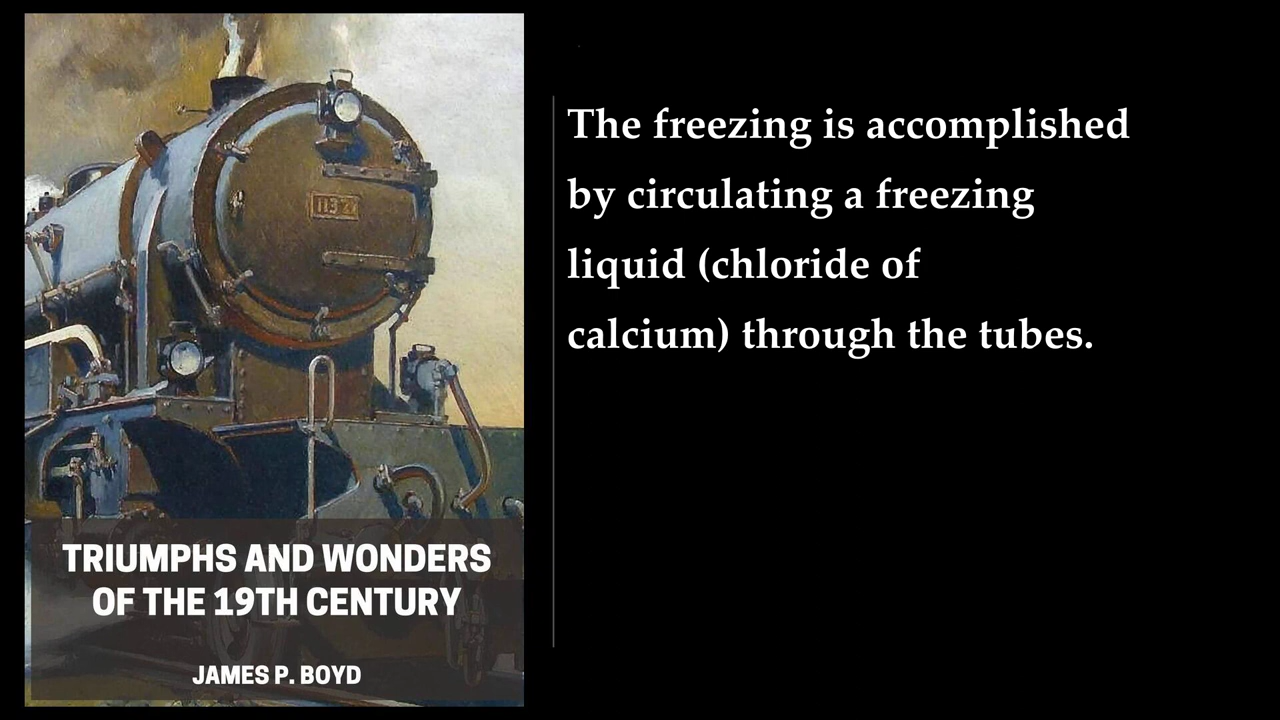 The freezing is accomplished
by circulating a freezing
liquid (chloride of
calcium) through the tubes.
TRIUMPHS AND WONDERS
OF THE 19TH CENTURY
JAMES P. BOYD